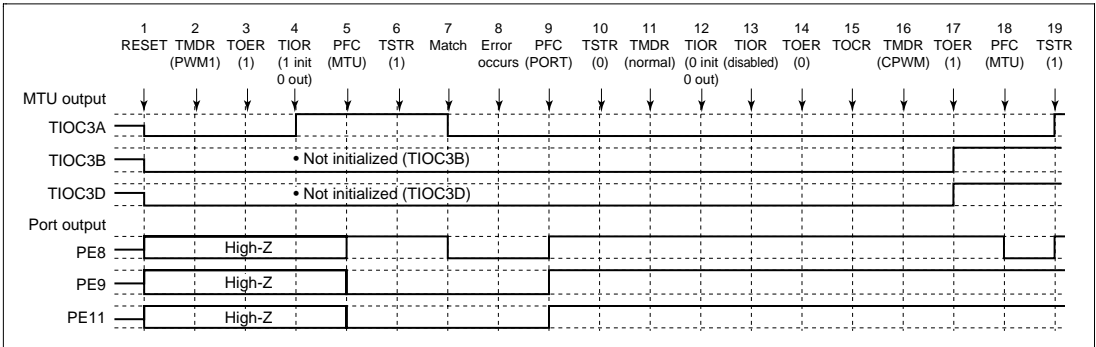 1 2 3 4 5 6 7 8 9 10 11 12 13 14 15 16 17 18 19
RESET TMDR TOER TIOR PFC TSTR Match Error PFC TSTR TMDR TIOR TIOR TOER TOCR TMDR TOER PFC TSTR
(PWM1) (1) (1 init (MTU) (1) occurs (PORT) (0) (normal) (0 init (disabled) (0) (CPWM) (1) (MTU) (1)
0 out) 0 out)
MTU output
TIOC3A
TIOC3B • Not initialized (TIOC3B)
TIOC3D • Not initialized (TIOC3D)
Port output
PE8 High-Z
PE9 High-Z
PE11 High-Z